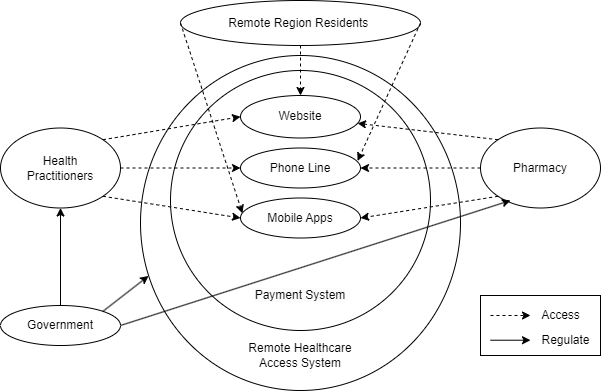 Remote Region Residents
Website
Health
Practitioners
Phone Line
Pharmacy
Mobile Apps
Payment System
Government
Access
Regulate
Remote Healthcare
Access System